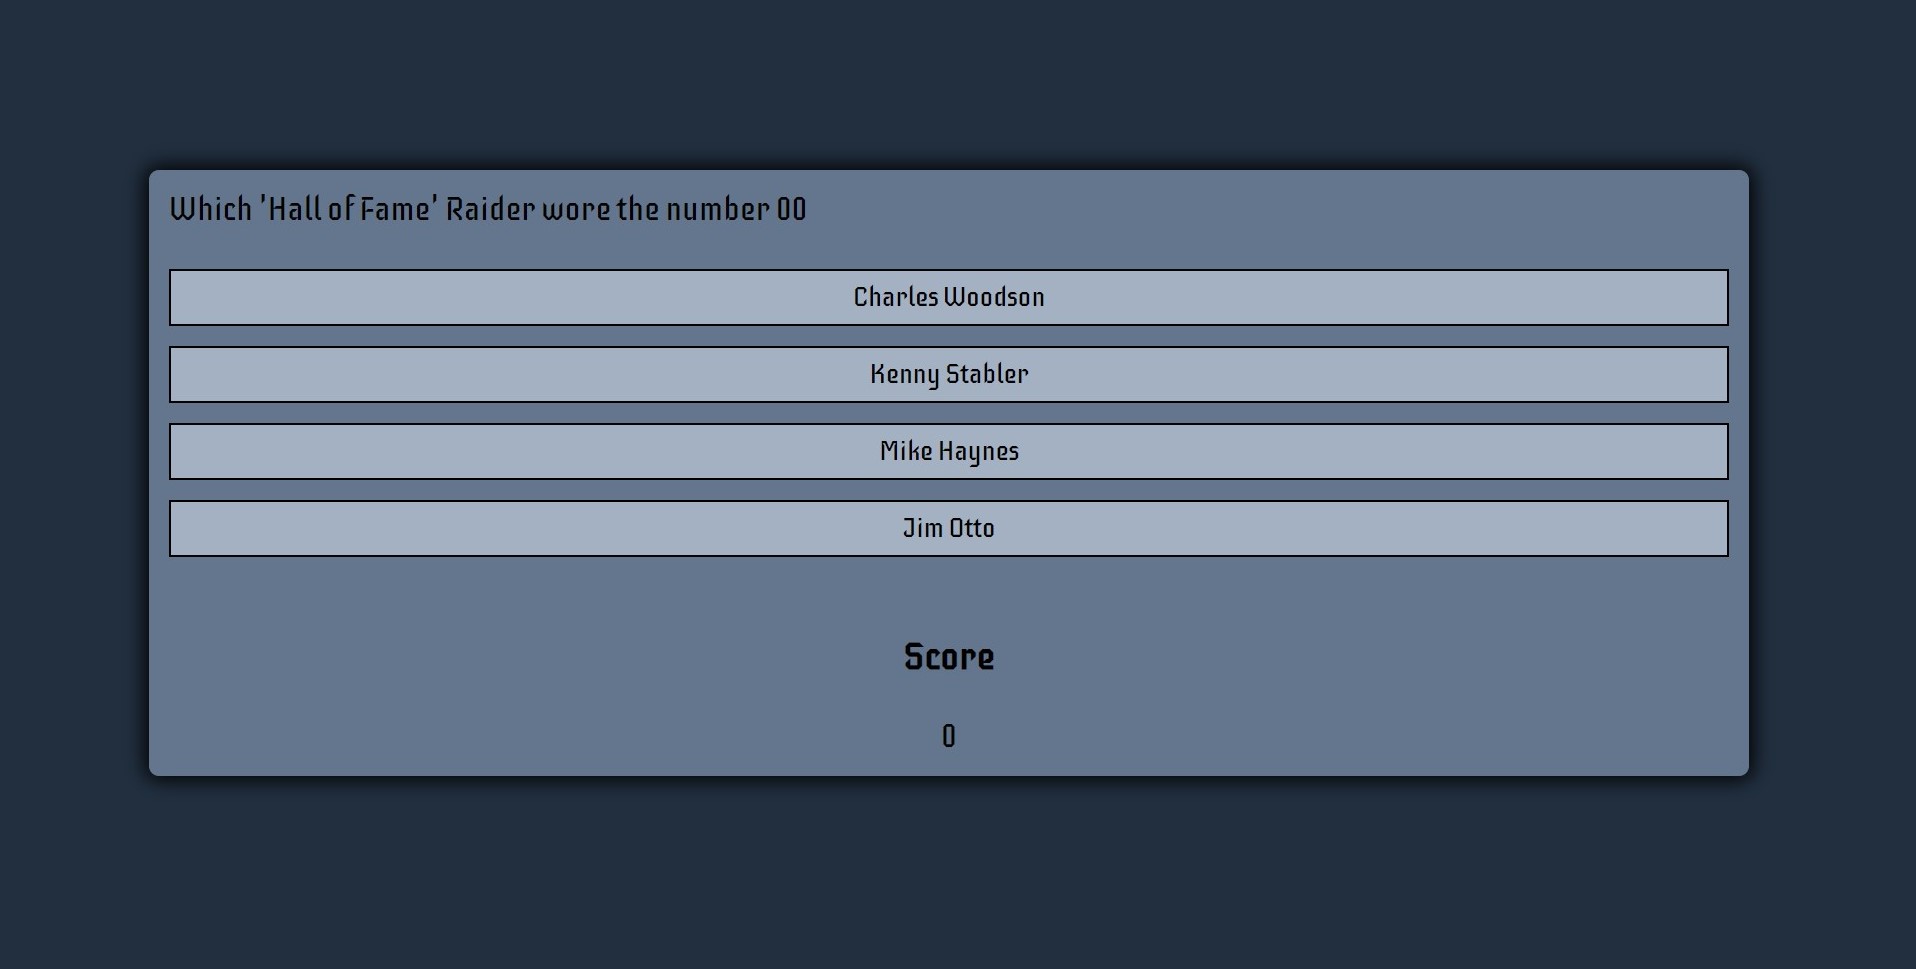 Which 'Hall of Fame' Raider wore the number 00
Charles Woodson
Kenny Stabler
Mike Haynes
Jim Otto
Score
0